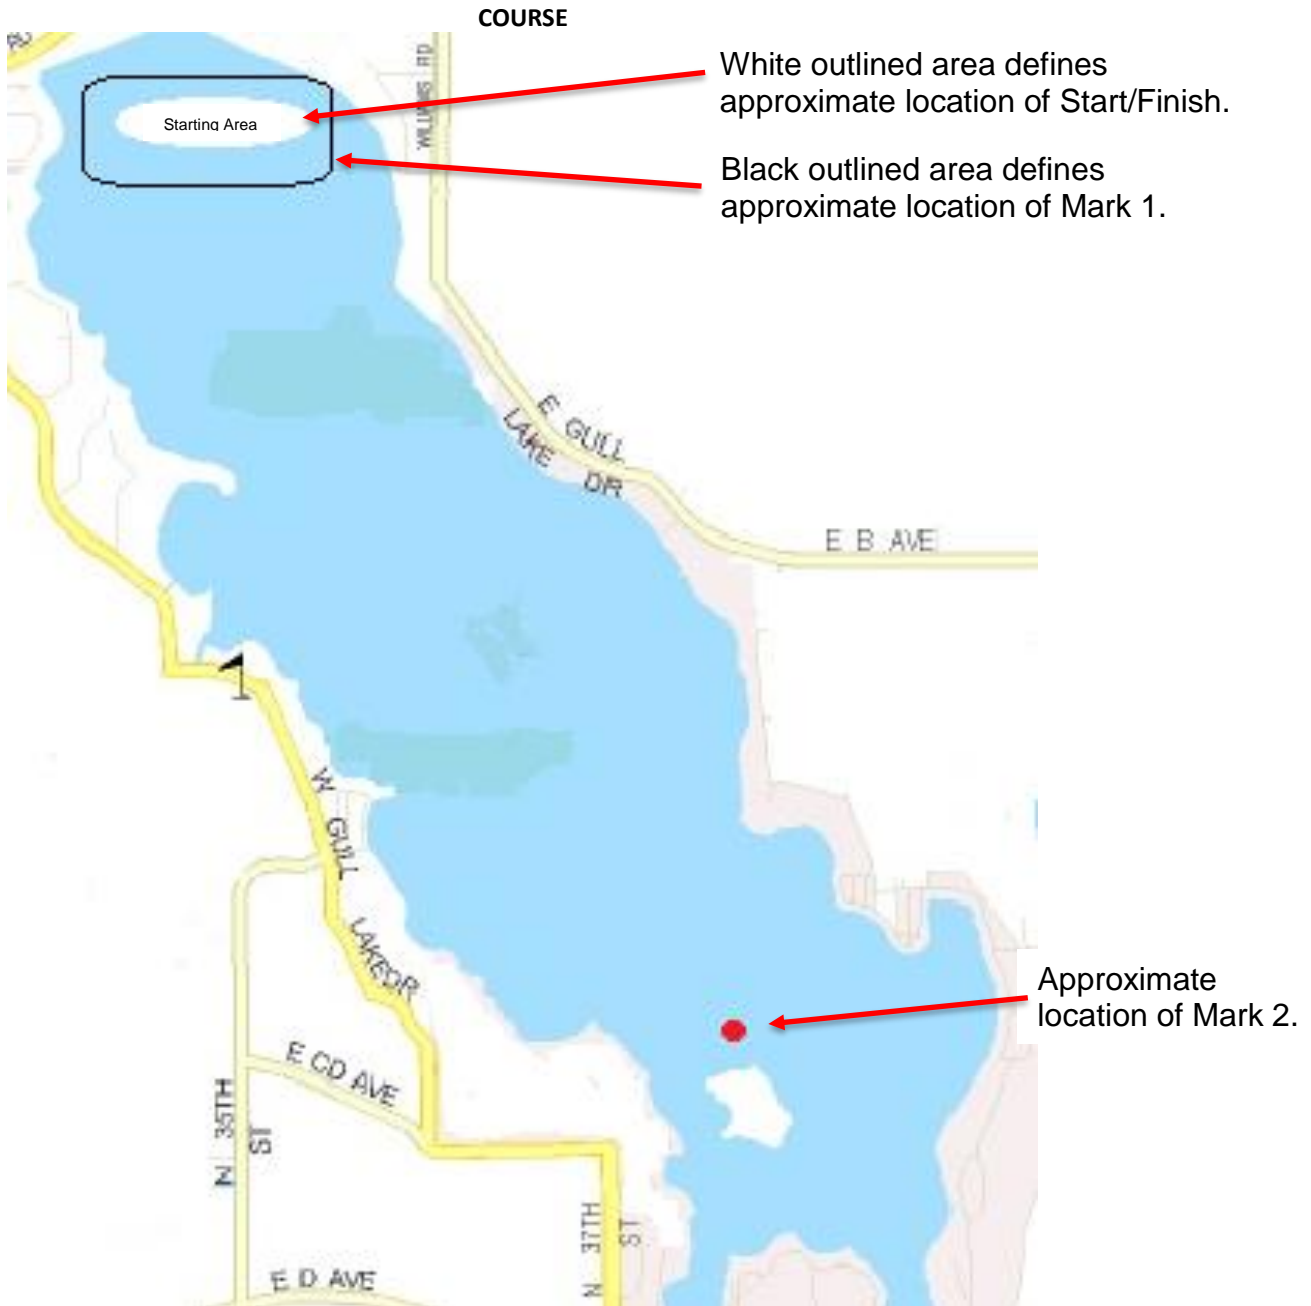 COURSE
RD
White outlined area defines
approximate location of Start/Finish.
Starting Area
WILLIAMS RD
Black outlined area defines
approximate location of Mark 1.
E GULL
LAKE DR
E B AVE
W GULL
LAKE DR
Approximate
location of Mark 2.
E CD AVE
N 35TH
ST
N 37TH
ST
E D AVE